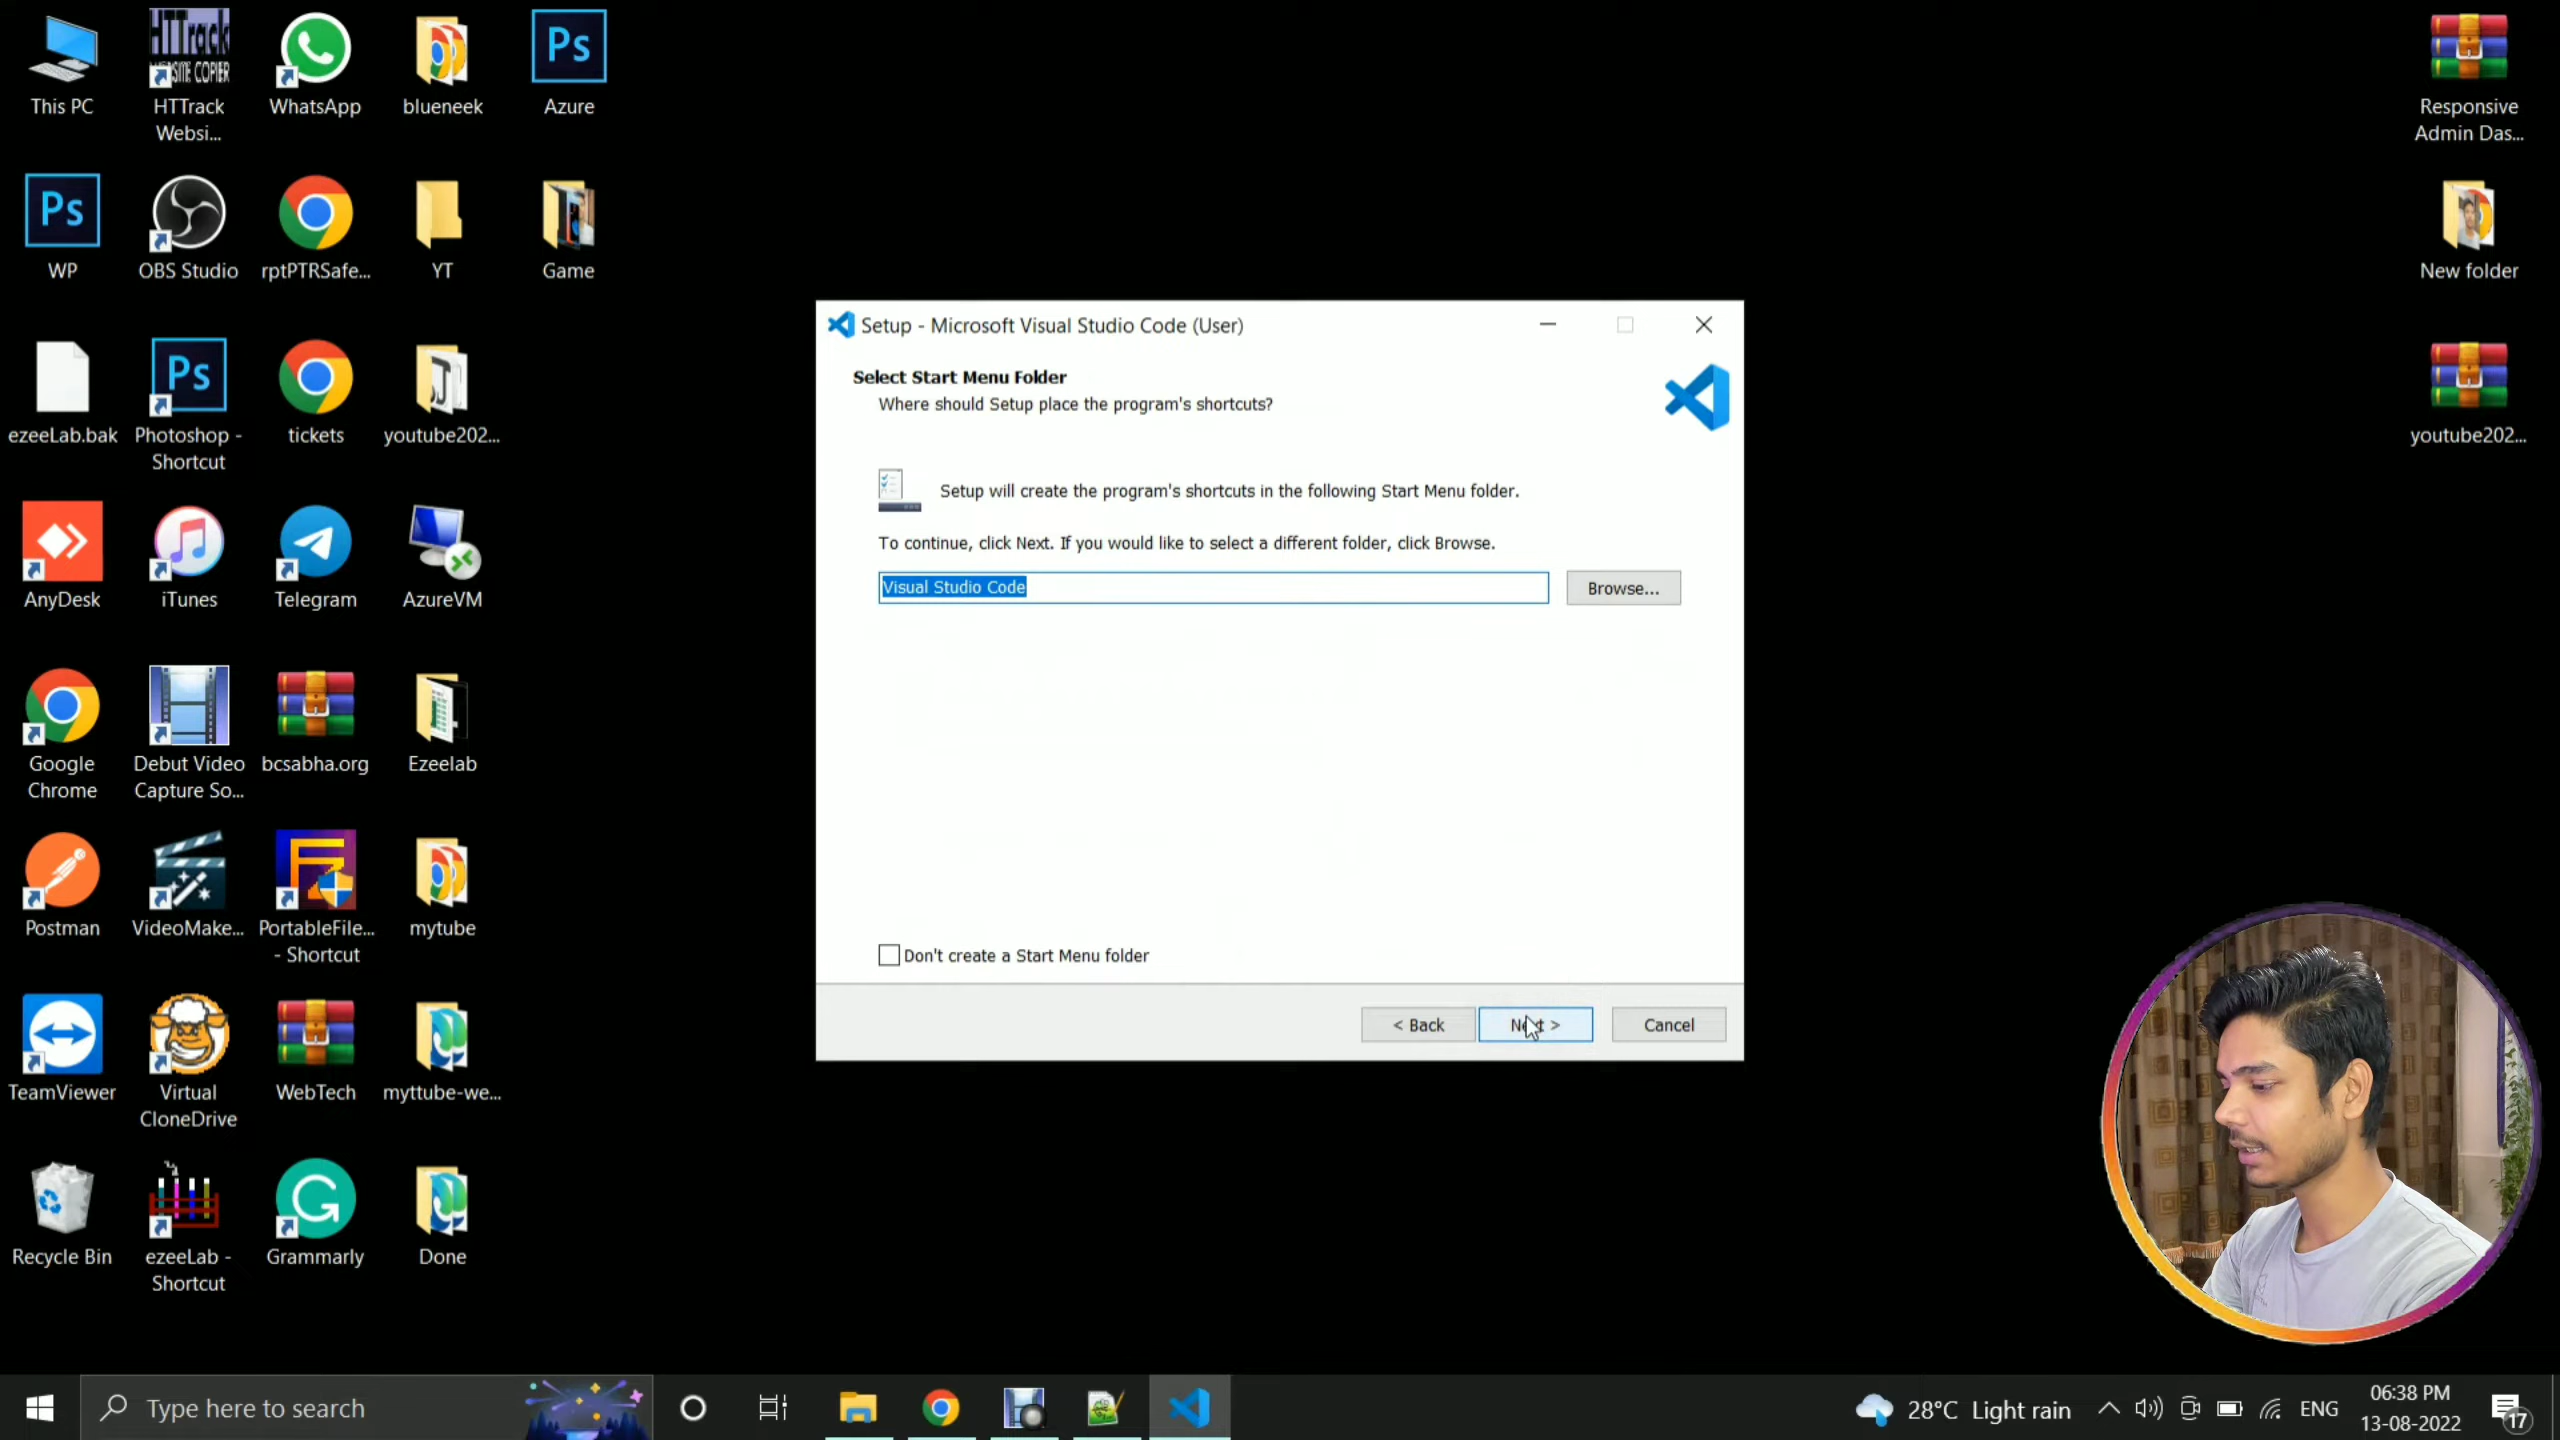 This PC
HTTrack
Websi...
WhatsApp
blueneek
Azure
WP
OBS Studio
rptPTRSafe...
YT
Game
ezeeLab.bak
Photoshop -
Shortcut
tickets
youtube202...
AnyDesk
iTunes
Telegram
AzureVM
Google
Chrome
Debut Video
Capture So...
bcsabha.org
Ezeelab
Postman
VideoMake...
PortableFile...
- Shortcut
mytube
TeamViewer
Virtual
CloneDrive
WebTech
myttube-we...
Recycle Bin
ezeeLab -
Shortcut
Grammarly
Done
Responsive
Admin Das...
New folder
youtube202...
Setup - Microsoft Visual Studio Code (User)
Select Start Menu Folder
Where should Setup place the program's shortcuts?
Setup will create the program's shortcuts in the following Start Menu folder.
To continue, click Next. If you would like to select a different folder, click Browse.
Visual Studio Code
Browse...
Don't create a Start Menu folder
< Back
Next >
Cancel
Type here to search
28°C Light rain
ENG
06:38 PM
13-08-2022
17